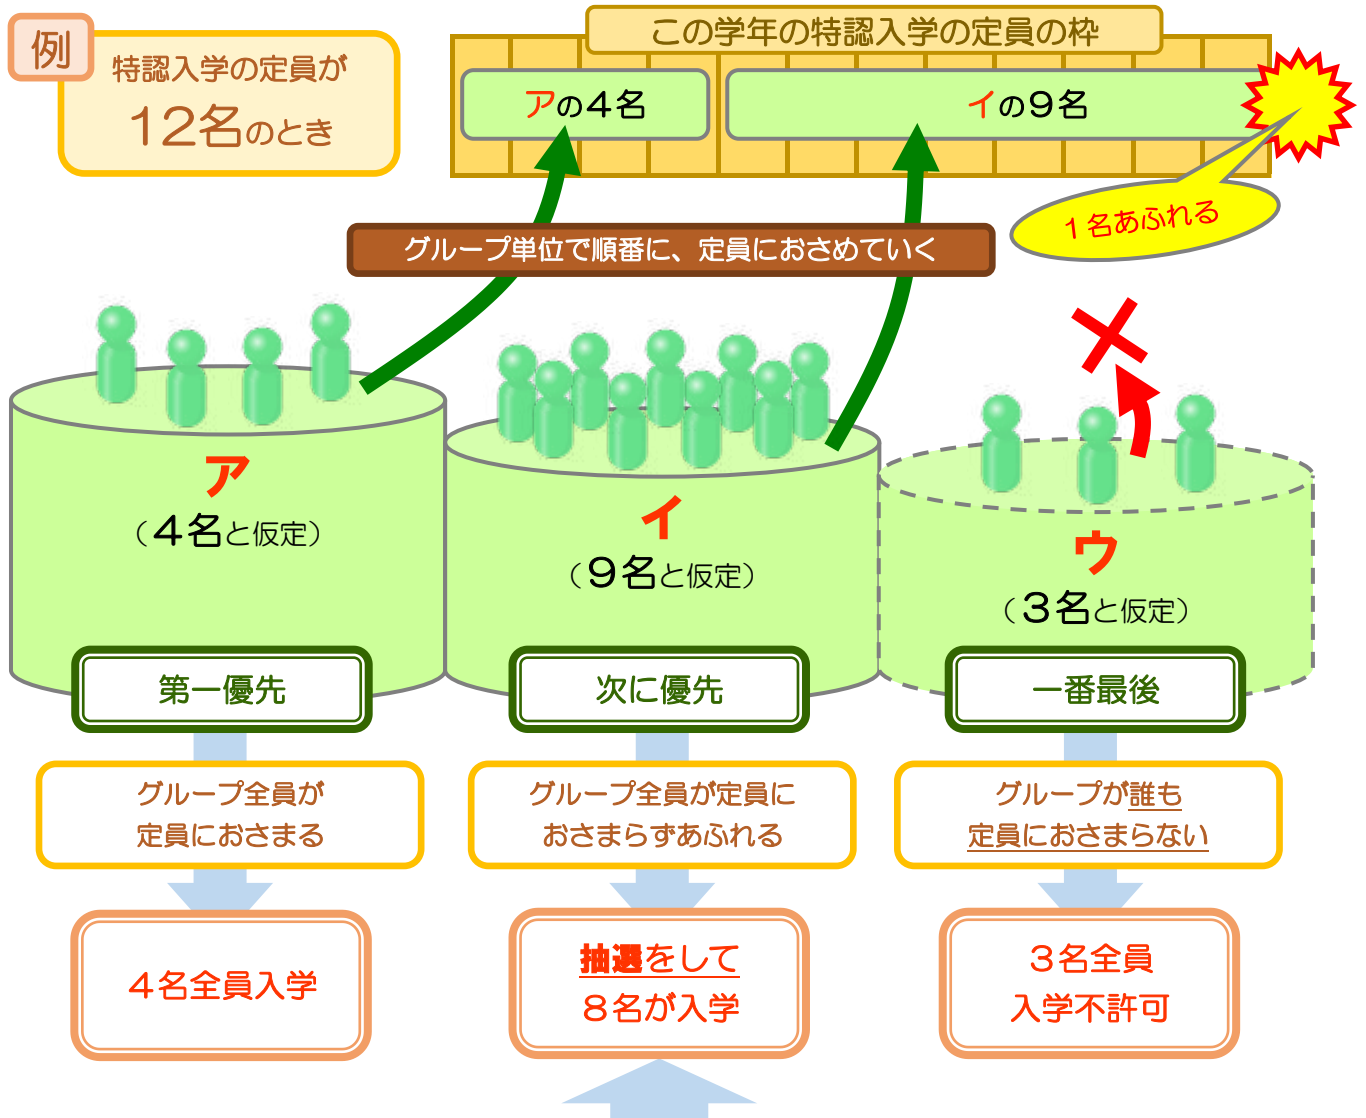 例
特認入学の定員が
12名のとき
この学年の特認入学の定員の枠
アの4名
イの9名
1名あふれる
グループ単位で順番に、定員におさめていく
ア
（4名と仮定）
イ
（9名と仮定）
ウ
（3名と仮定）
第一優先
次に優先
一番最後
グループ全員が
定員におさまる
グループ全員が定員に
おさまらずあふれる
グループが誰も
定員におさまらない
4名全員入学
抽選をして
8名が入学
3名全員
入学不許可